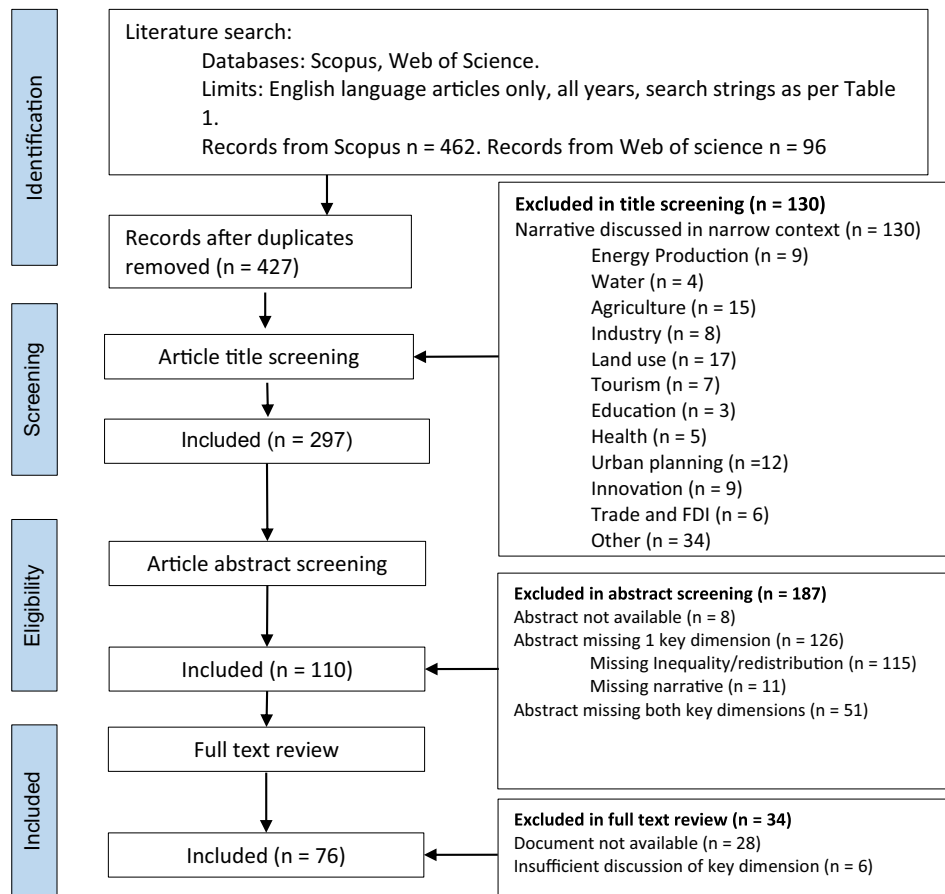 Identification
Literature search:
Databases: Scopus, Web of Science.
Limits: English language articles only, all years, search strings as per Table
1.
Records from Scopus n = 462. Records from Web of science n = 96
Records after duplicates
removed (n = 427)
Excluded in title screening (n = 130)
Narrative discussed in narrow context (n = 130)
Energy Production (n = 9)
Water (n = 4)
Agriculture (n = 15)
Industry (n = 8)
Land use (n = 17)
Tourism (n = 7)
Education (n = 3)
Health (n = 5)
Urban planning (n =12)
Innovation (n = 9)
Trade and FDI (n = 6)
Other (n = 34)
Screening
Article title screening
Included (n = 297)
Eligibility
Article abstract screening
Included (n = 110)
Excluded in abstract screening (n = 187)
Abstract not available (n = 8)
Abstract missing 1 key dimension (n = 126)
Missing Inequality/redistribution (n = 115)
Missing narrative (n = 11)
Abstract missing both key dimensions (n = 51)
Included
Full text review
Included (n = 76)
Excluded in full text review (n = 34)
Document not available (n = 28)
Insufficient discussion of key dimension (n = 6)